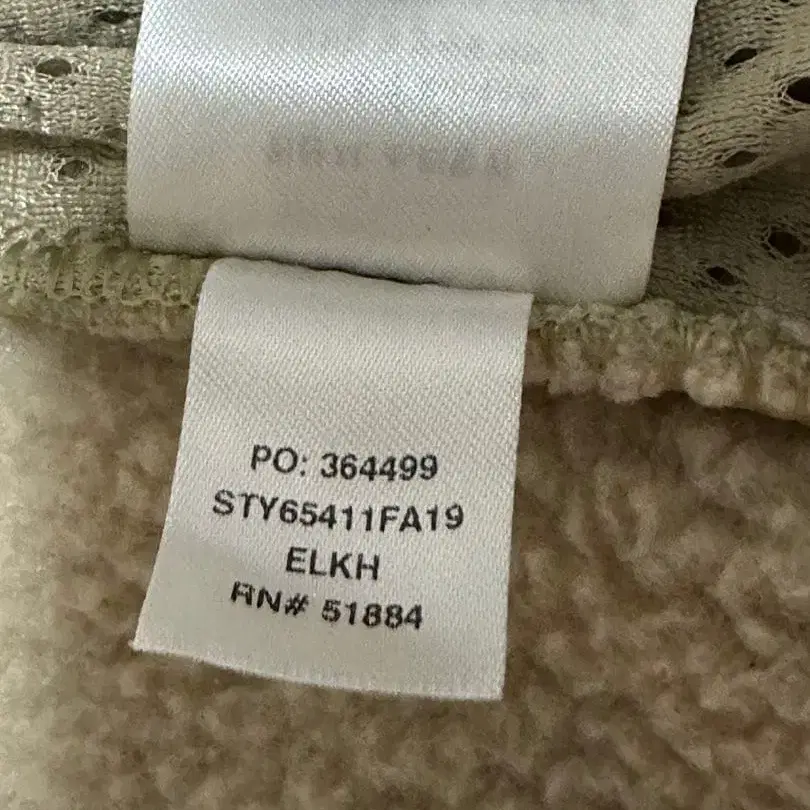 PO: 364499
STY65411FA19
ELKH
RN# 51884